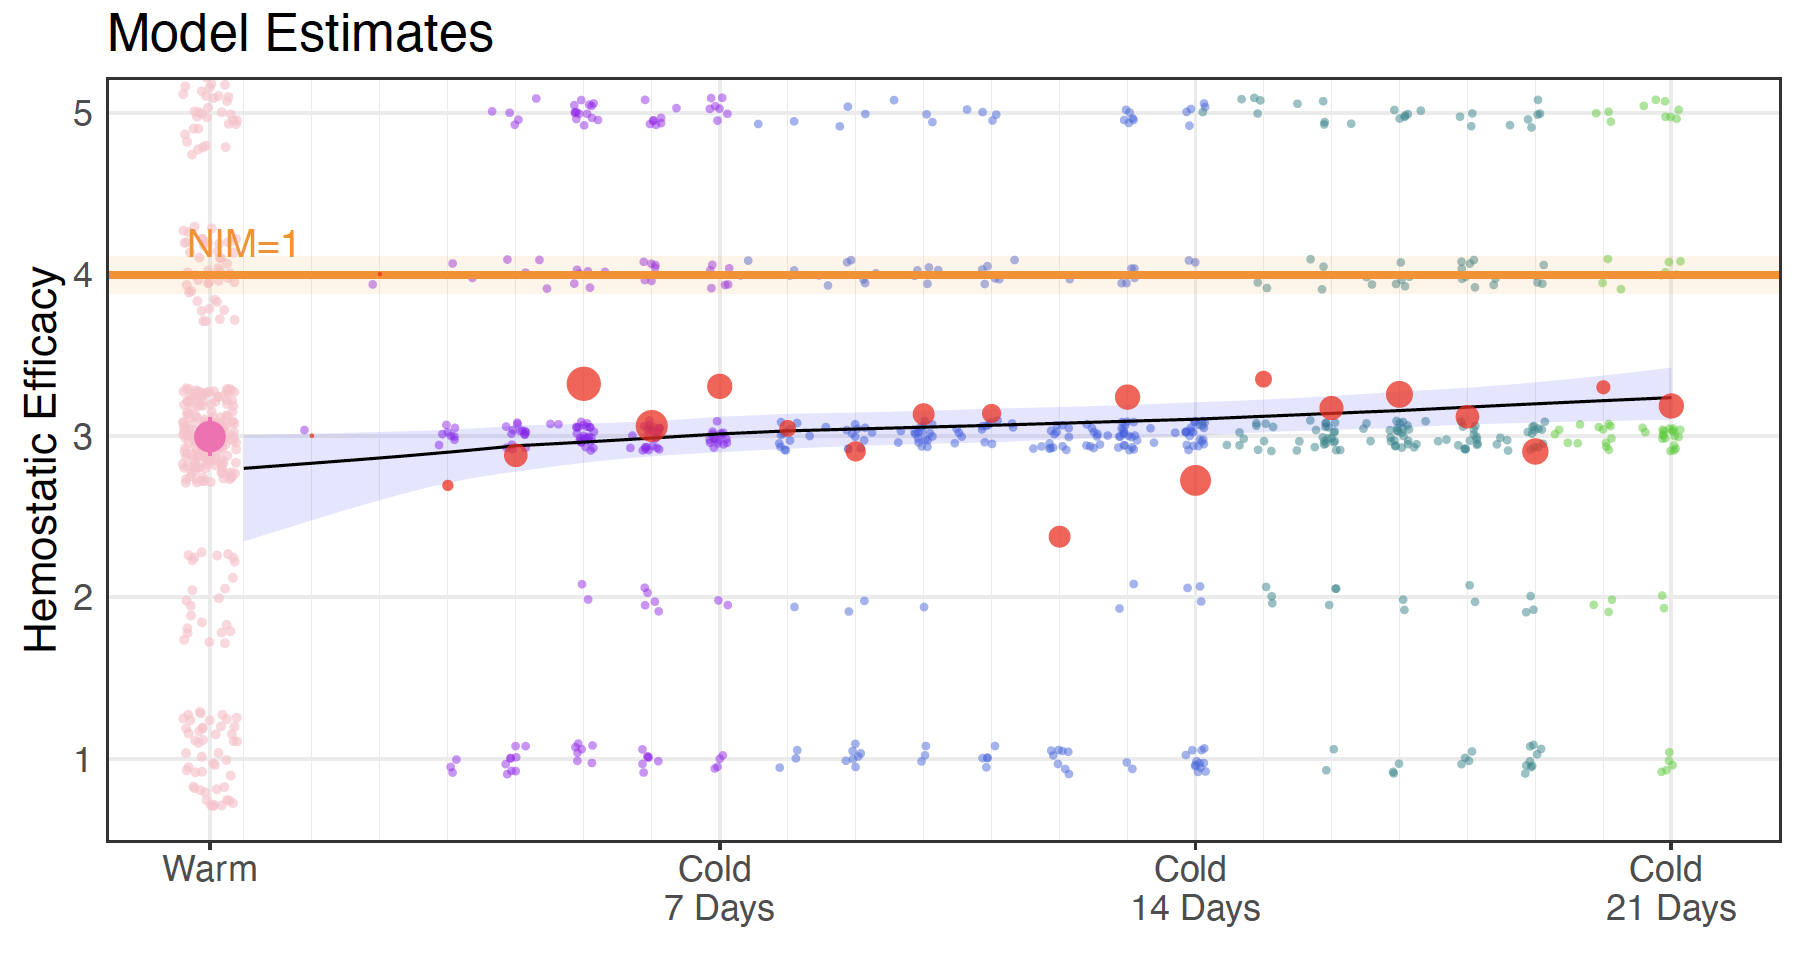 Model Estimates
Hemostatic Efficacy
5
4
3
2
1
NIM=1
Warm
Cold
7 Days
Cold
14 Days
Cold
21 Days